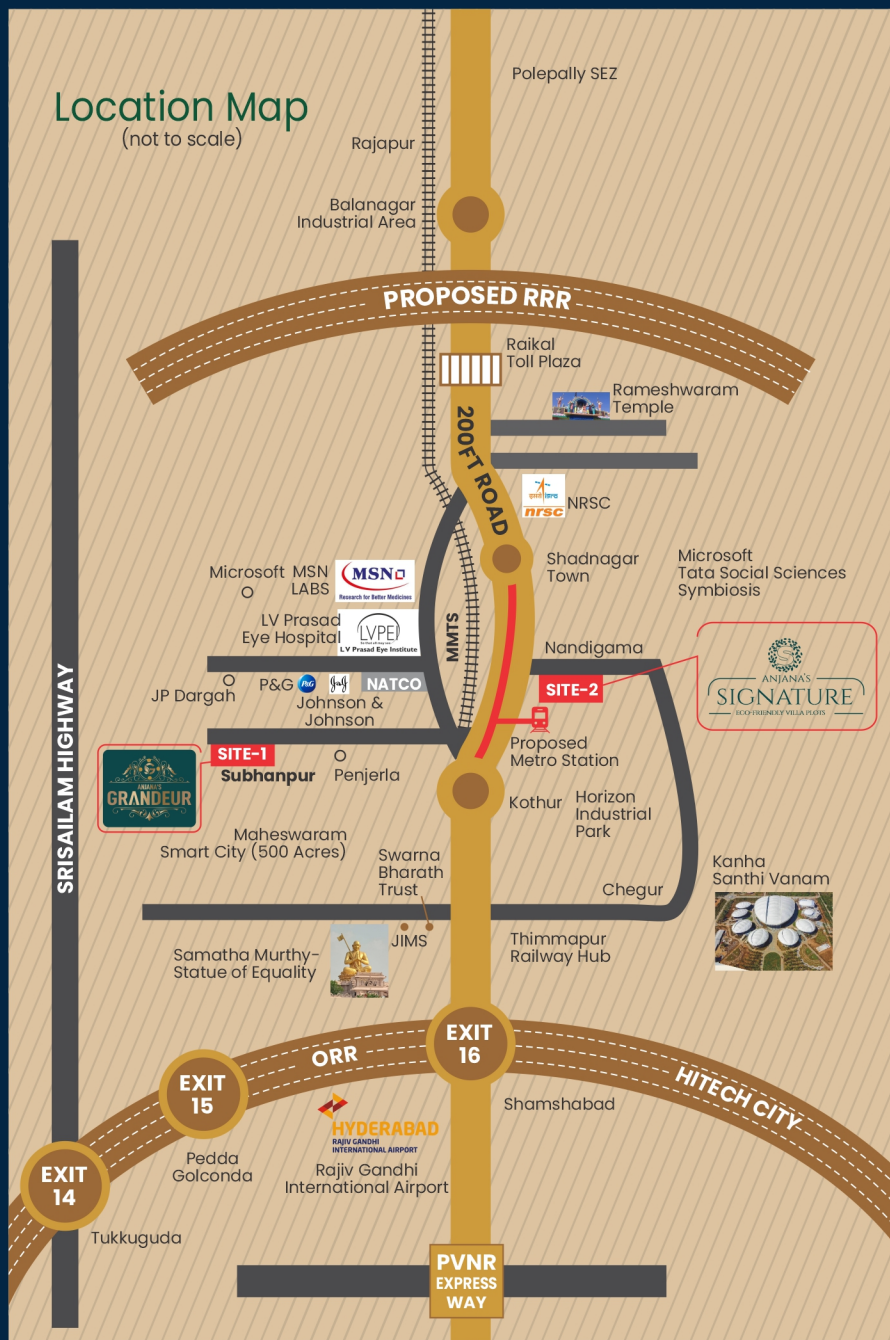 Polepally SEZ
Location Map
(not to scale)
Rajapur
Balanagar
Industrial Area
PROPOSED RRR
Raikal
Toll Plaza
Rameshwaram
Temple
200FT ROAD
nrsc
NRSC
Shadnagar
Town
Microsoft
Tata Social Sciences
Symbiosis
Microsoft
MSN
LABS
MSN
Research for Better Medicines
LV Prasad
Eye Hospital
LVPEI
L V Prasad Eye Institute
MMTS
Nandigama
JP Dargah
P&G
P&G
J&J
NATCO
Johnson &
Johnson
SITE-2
ANJANA'S
SIGNATURE
ECO-FRIENDLY VILLA PLOTS
SRISAILAM HIGHWAY
SITE-1
Subhanpur
Penjerla
ANJANA'S
GRANDEUR
Proposed
Metro Station
Kothur
Horizon
Industrial
Park
Maheswaram
Smart City (500 Acres)
Swarna
Bharath
Trust
Chegur
Kanha
Santhi Vanam
JIMS
Samatha Murthy-
Statue of Equality
Thimmapur
Railway Hub
EXIT
16
ORR
HITECH CITY
EXIT
15
Shamshabad
HYDERABAD
RAJIV GANDHI
INTERNATIONAL AIRPORT
Pedda
Golconda
Rajiv Gandhi
International Airport
EXIT
14
Tukkuguda
PVNR
EXPRESS
WAY